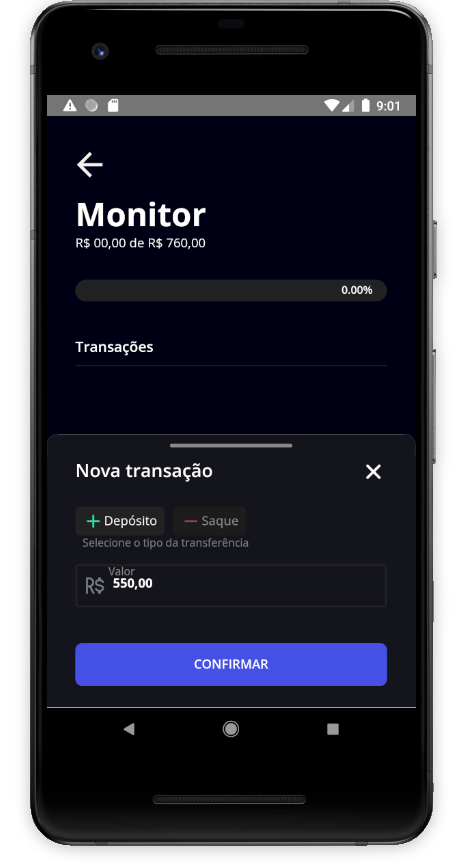 9:01
Monitor
R$ 00,00 de R$ 760,00
0.00%
Transações
Nova transação
Depósito
Saque
Selecione o tipo da transferência
Valor
R$ 550,00
CONFIRMAR